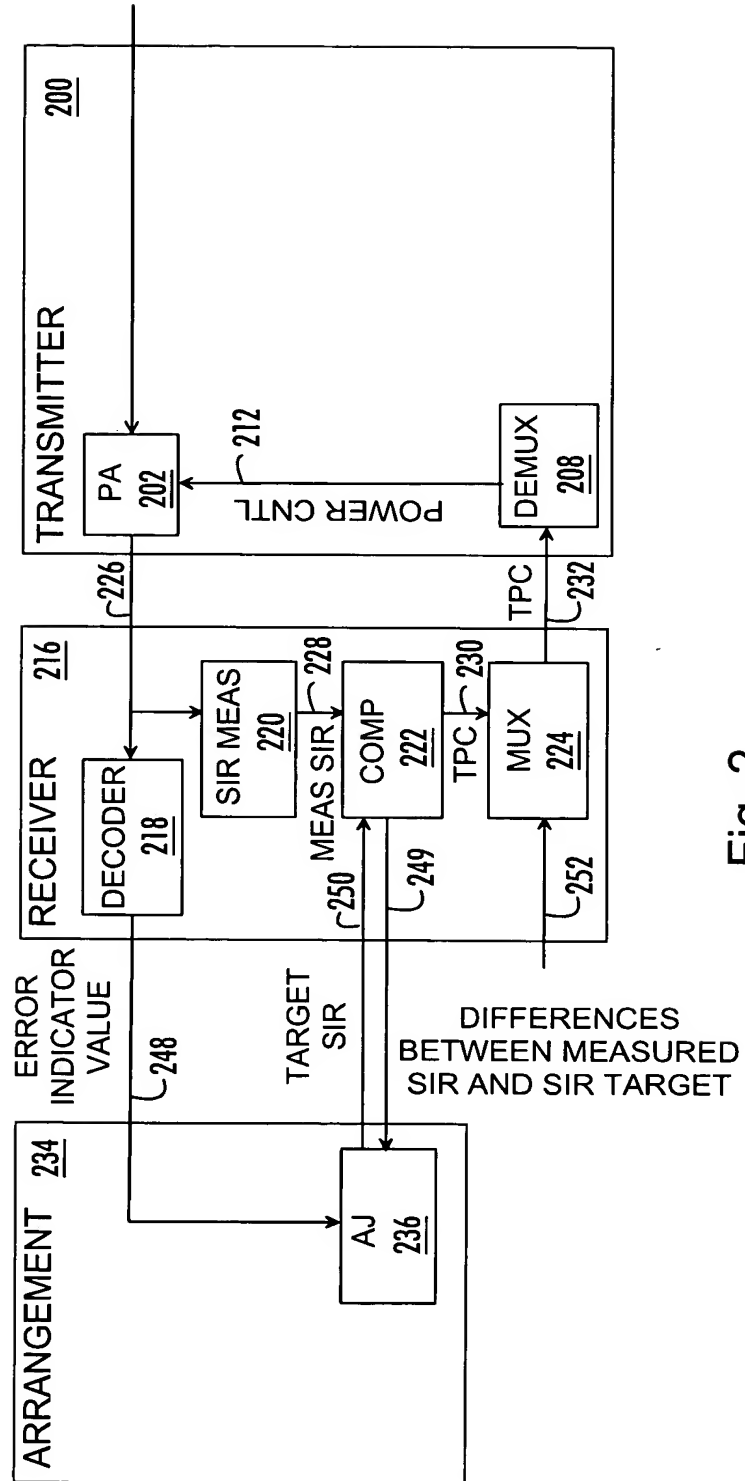 ARRANGEMENT
234
AJ
236
ERROR
INDICATOR
VALUE
248
TARGET
SIR
250
249
DIFFERENCES
BETWEEN MEASURED
SIR AND SIR TARGET
RECEIVER
216
DECODER
218
SIR MEAS
220
MEAS SIR
228
COMP
222
TPC
230
MUX
224
252
226
TPC
232
TRANSMITTER
200
PA
202
POWER CNTL
212
DEMUX
208
Fig. 2